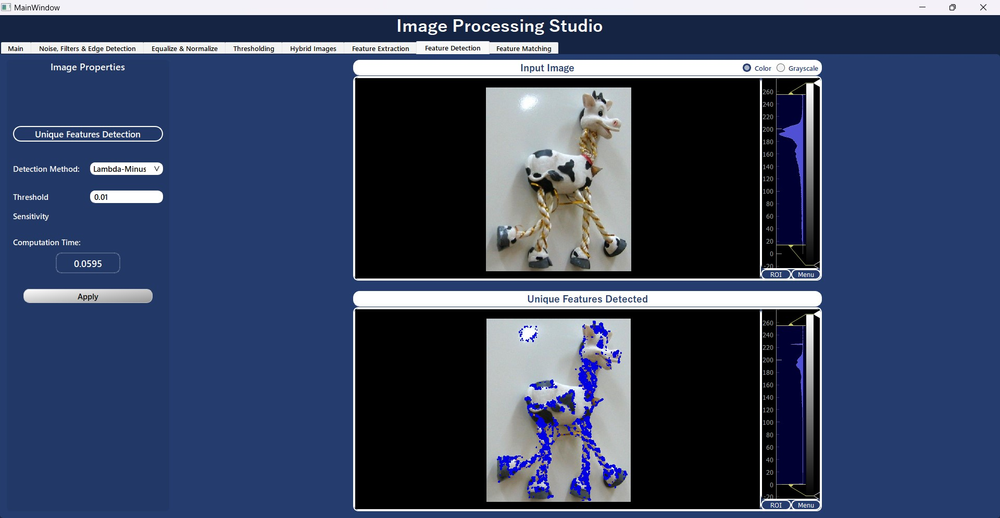 MainWindow
Image Processing Studio
Main Noise, Filters & Edge Detection Equalize & Normalize Thresholding Hybrid Images Feature Extraction Feature Detection Feature Matching
Image Properties
Unique Features Detection
Detection Method: Lambda-Minus
Threshold 0.01
Sensitivity
Computation Time:
0.0595
Apply
Input Image Color Grayscale
260
240
220
200
180
160
140
120
100
80
60
40
20
0
-20
ROI Menu
Unique Features Detected
260
240
220
200
180
160
140
120
100
80
60
40
20
0
-20
ROI Menu